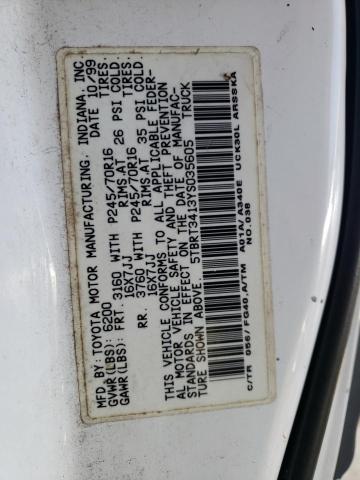 MFD.BY: TOYOTA MOTOR MANUFACTURING. INDIANA. INC
GVWR(LBS): 6200 DATE 10/99
GAWR(LBS): FRT. 3160 WITH P245/70R16 TIRES.
16X7JJ RIMS.AT 26 PSI COLD
RR. 3760 WITH P245/70R16 TIRES.
16X7JJ RIMS.AT 35 PSI COLD
THIS VEHICLE CONFORMS TO ALL APPLICABLE FEDER-
AL MOTOR VEHICLE SAFETY AND THEFT PREVENTION
STANDARDS IN EFFECT ON THE DATE OF MANUFAC-
TURE SHOWN ABOVE. 5TBRT3413YS035605 TRUCK
A01A/A340E UCK30L ARSSKA
C/TR 056/FG40.A/TM NO.038